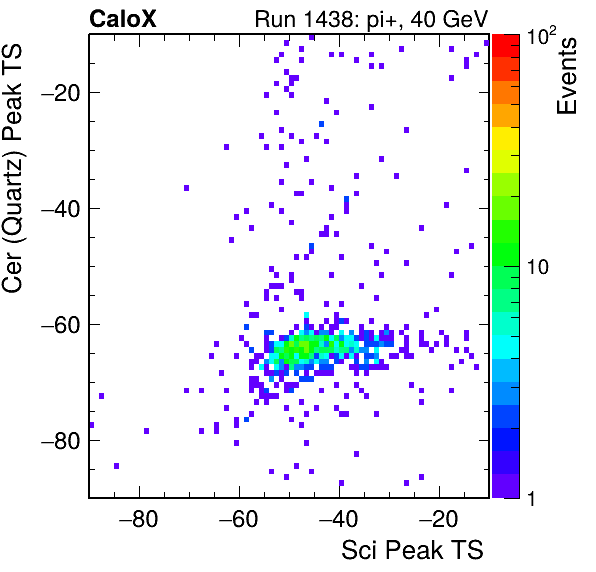 CaloX Run 1438: pi+, 40 GeV
Cer (Quartz) Peak TS
−20
−40
−60
−80
−80 −60 −40 −20
Sci Peak TS
10²
10
1
Events